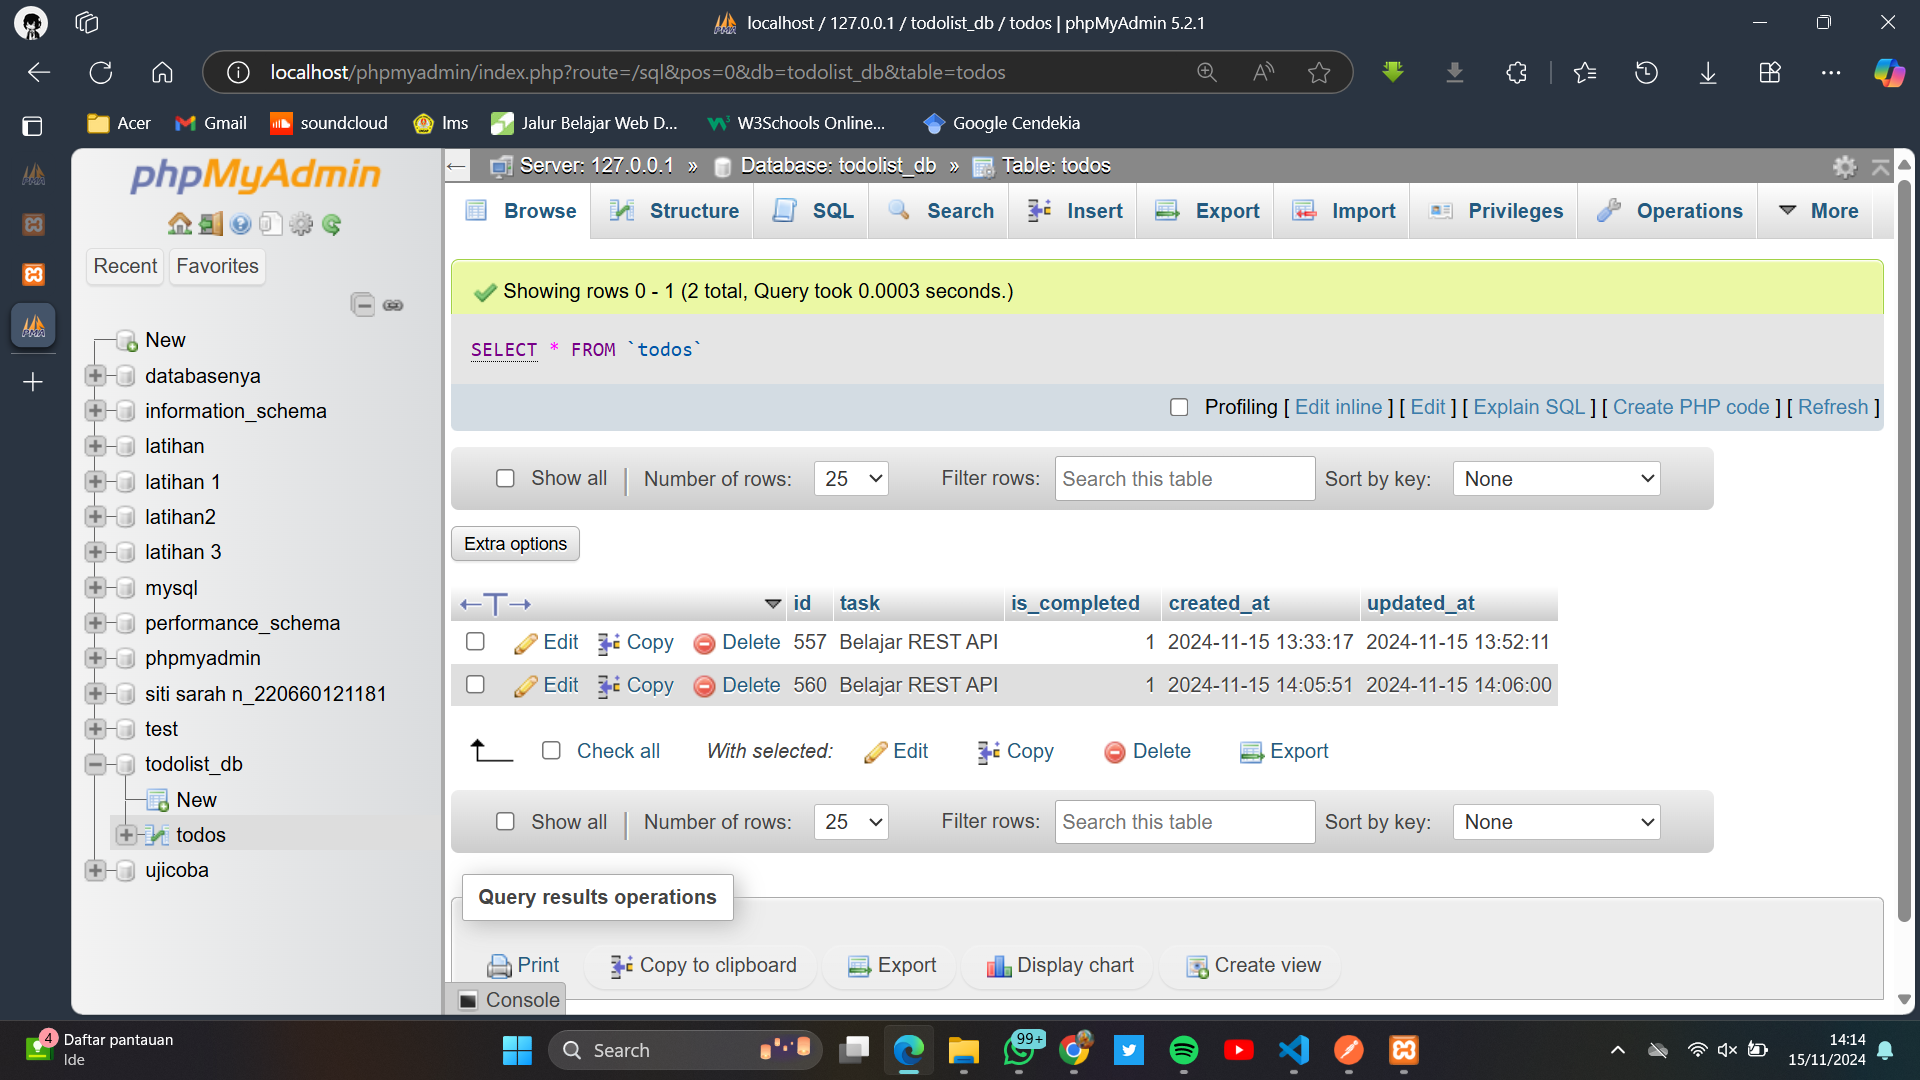 localhost / 127.0.0.1 / todolist_db / todos | phpMyAdmin 5.2.1
localhost/phpmyadmin/index.php?route=/sql&pos=0&db=todolist_db&table=todos
Acer
Gmail
soundcloud
lms
Jalur Belajar Web D...
W3Schools Online...
Google Cendekia
phpMyAdmin
Recent
Favorites
New
databasenya
information_schema
latihan
latihan 1
latihan2
latihan 3
mysql
performance_schema
phpmyadmin
siti sarah n_220660121181
test
todolist_db
New
todos
ujicoba
Server: 127.0.0.1 » Database: todolist_db » Table: todos
Browse
Structure
SQL
Search
Insert
Export
Import
Privileges
Operations
More
Showing rows 0 - 1 (2 total, Query took 0.0003 seconds.)
SELECT * FROM `todos`
Profiling [ Edit inline ] [ Edit ] [ Explain SQL ] [ Create PHP code ] [ Refresh ]
Show all | Number of rows: 25 Filter rows: Search this table Sort by key: None
Extra options
id task is_completed created_at updated_at
Edit Copy Delete 557 Belajar REST API 1 2024-11-15 13:33:17 2024-11-15 13:52:11
Edit Copy Delete 560 Belajar REST API 1 2024-11-15 14:05:51 2024-11-15 14:06:00
Check all With selected: Edit Copy Delete Export
Show all | Number of rows: 25 Filter rows: Search this table Sort by key: None
Query results operations
Print
Copy to clipboard
Export
Display chart
Create view
Console
4
Daftar pantauan
Ide
Search
99+
14:14
15/11/2024